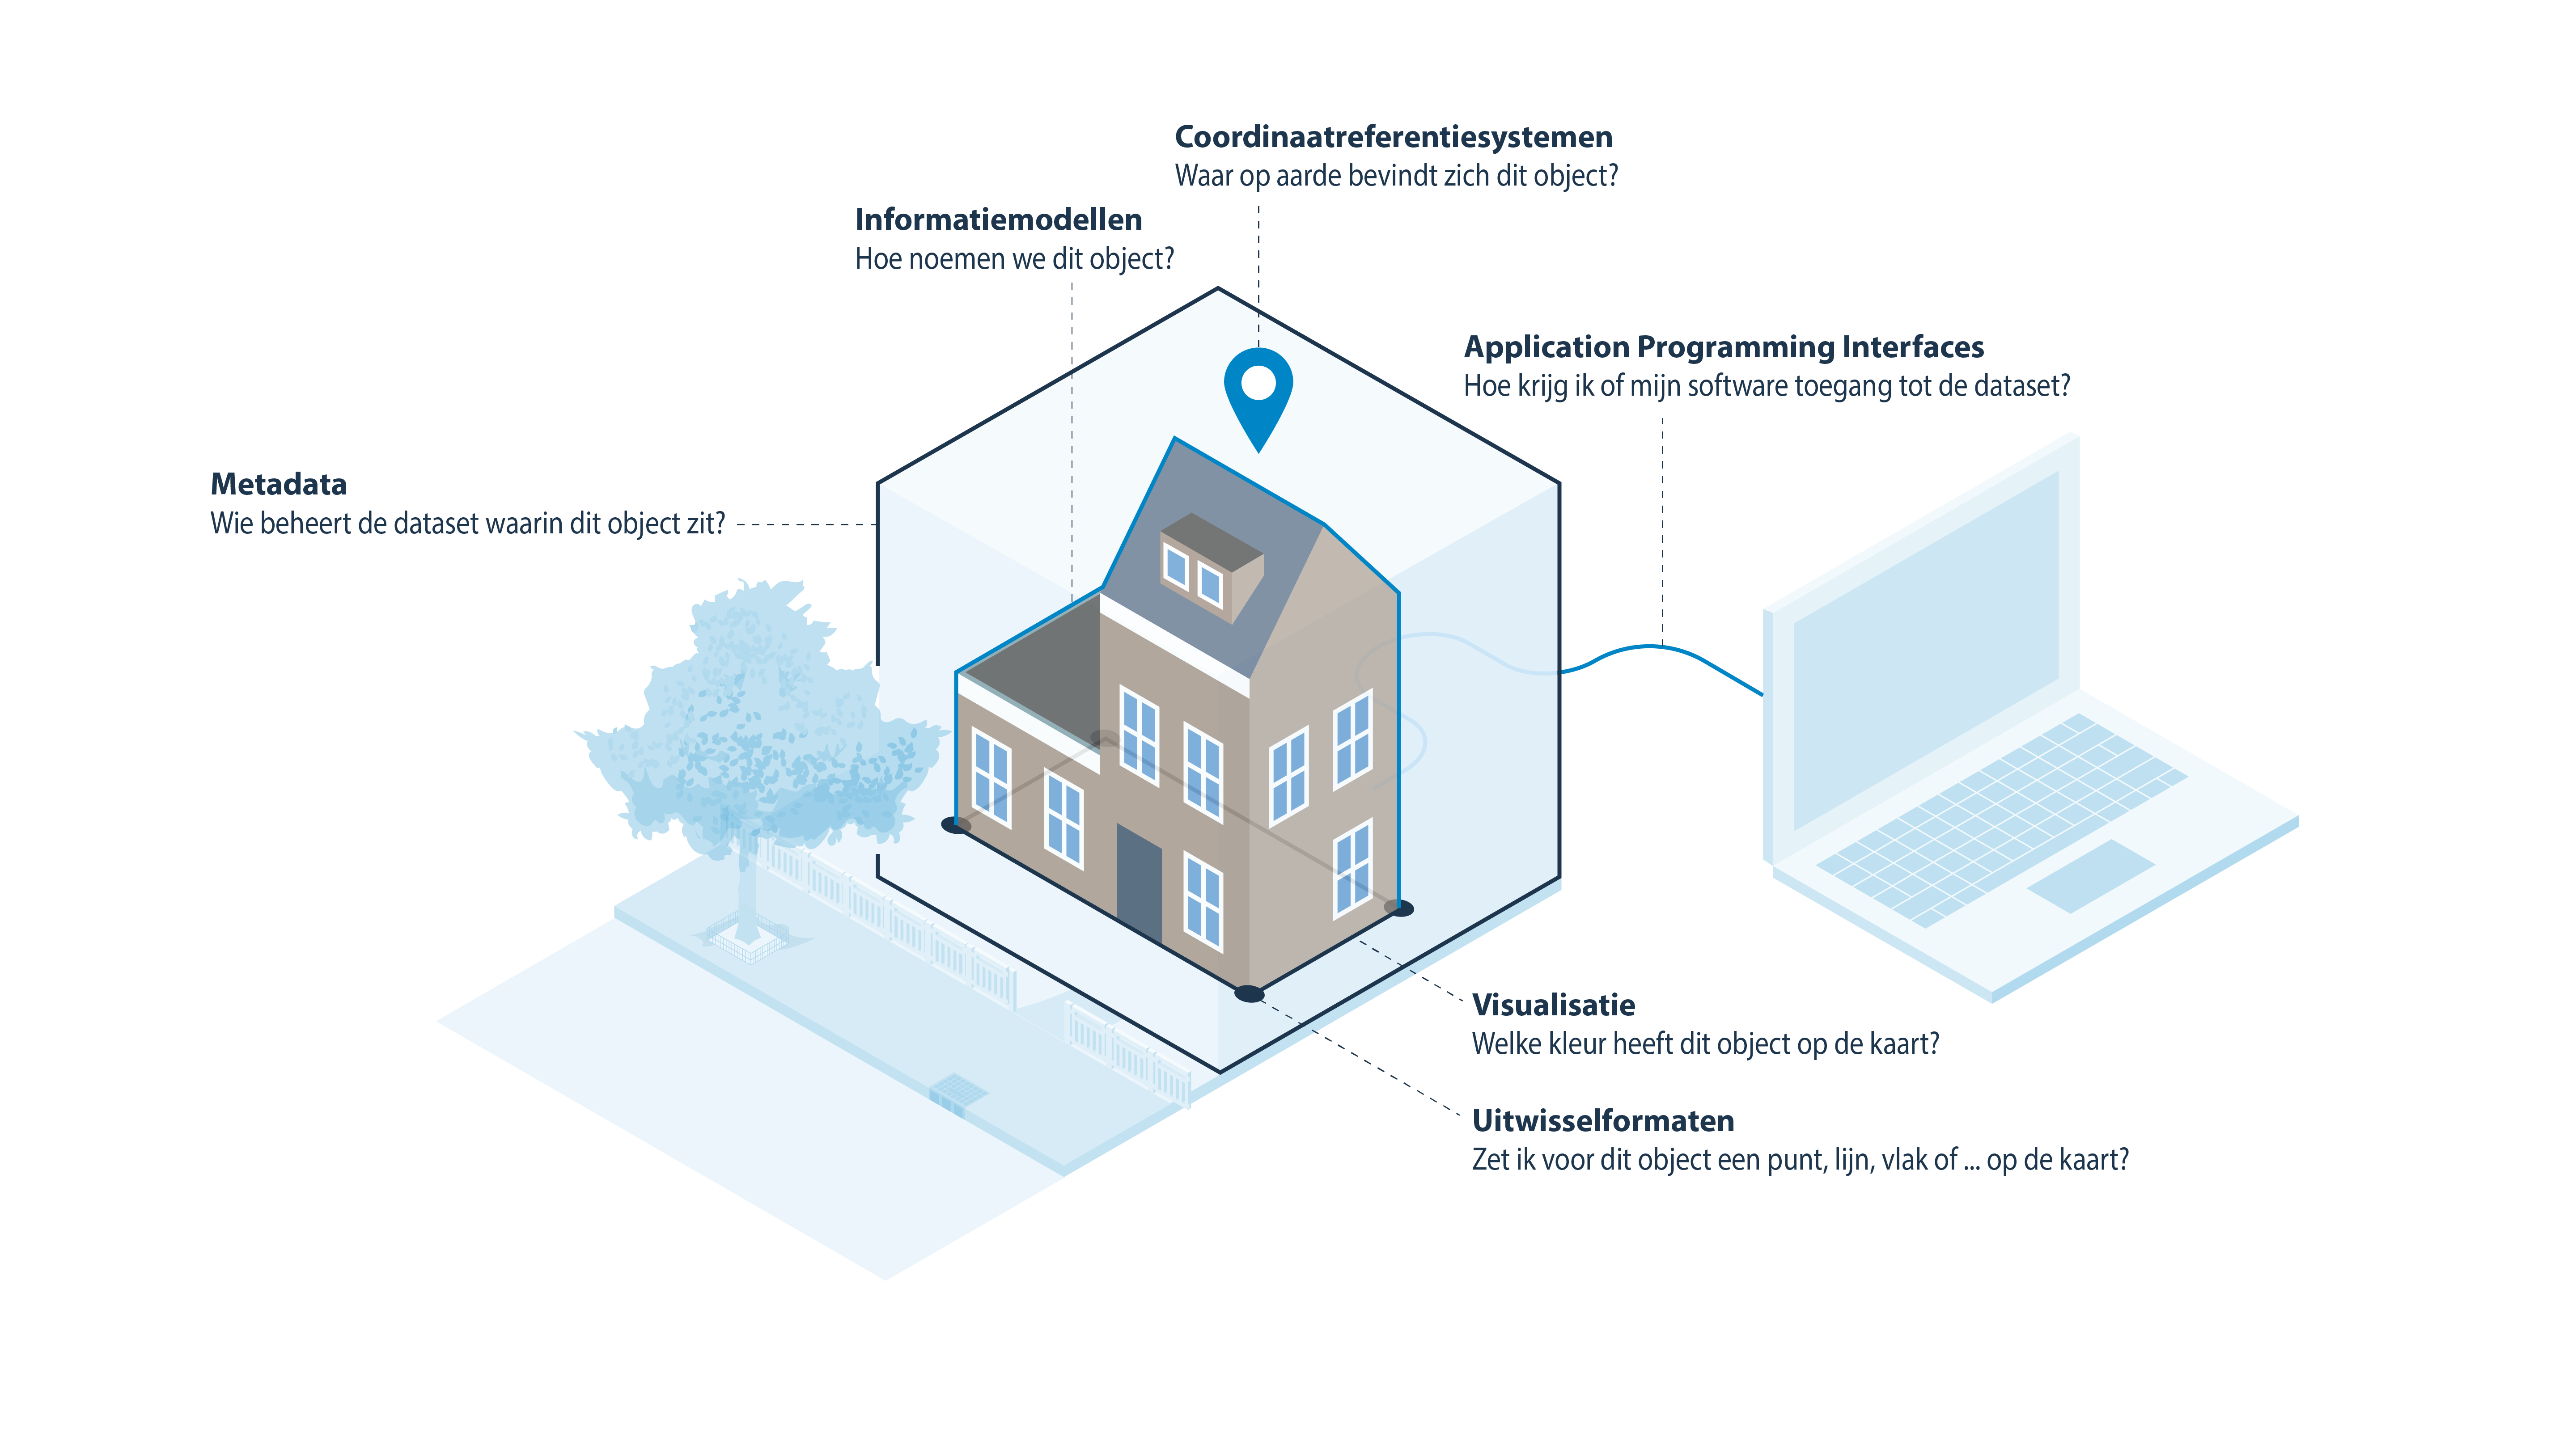 Coordinaatreferentiesystemen
Waar op aarde bevindt zich dit object?
Informatiemodellen
Hoe noemen we dit object?
Application Programming Interfaces
Hoe krijg ik of mijn software toegang tot de dataset?
Metadata
Wie beheert de dataset waarin dit object zit?
Visualisatie
Welke kleur heeft dit object op de kaart?
Uitwisselformaten
Zet ik voor dit object een punt, lijn, vlak of ... op de kaart?